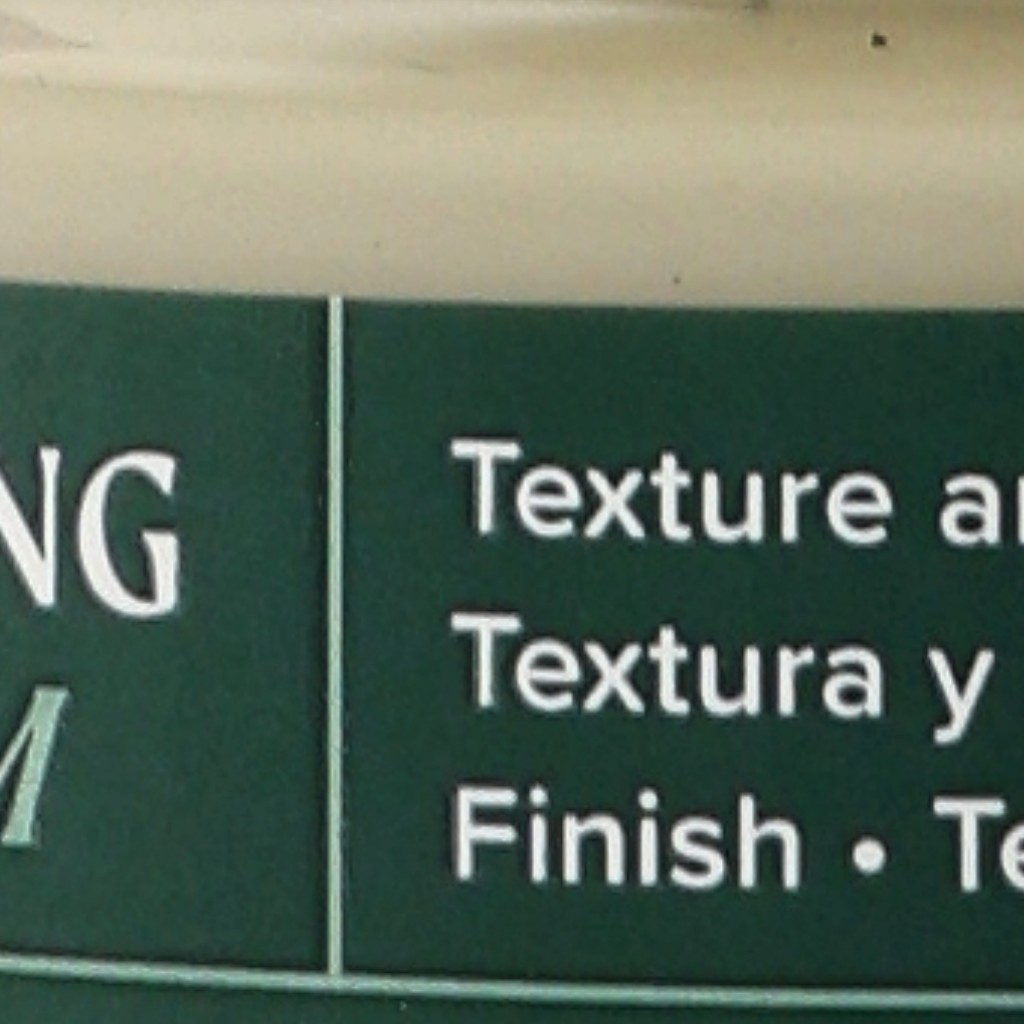 NG
M
Texture
Textura y
Finish •